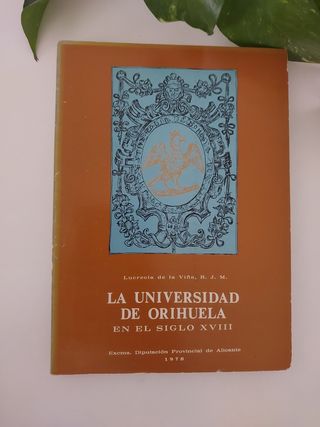 Lucrecia de la Viña, R. J. M.
LA UNIVERSIDAD
DE ORIHUELA
EN EL SIGLO XVIII
Excma. Diputación Provincial de Alicante
1978